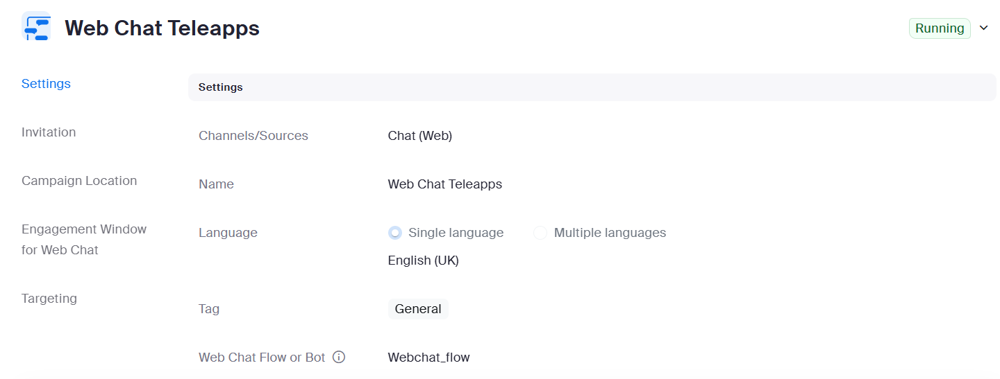 Web Chat Teleapps
Running
Settings
Invitation
Campaign Location
Engagement Window
for Web Chat
Targeting
Settings
Channels/Sources Chat (Web)
Name Web Chat Teleapps
Language Single language Multiple languages
English (UK)
Tag General
Web Chat Flow or Bot Webchat_flow